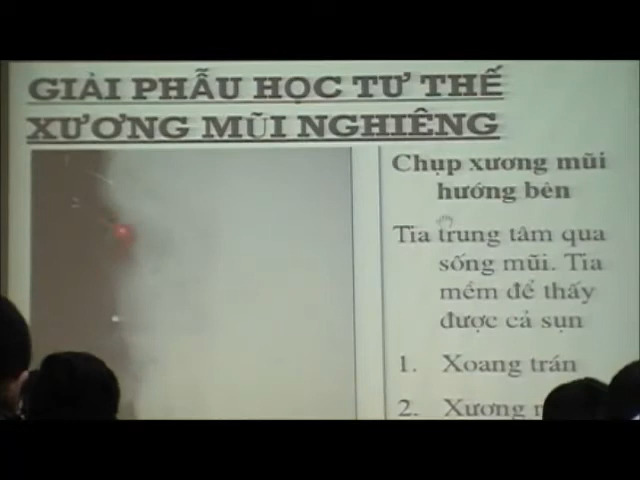 GIẢI PHẪU HỌC TƯ THẾ
XƯƠNG MŨI NGHIÊNG
Chụp xương mũi
hướng bên
Tia trung tâm qua
sống mũi. Tia
mềm để thấy
được cả sụn
1. Xoang trán
2. Xương